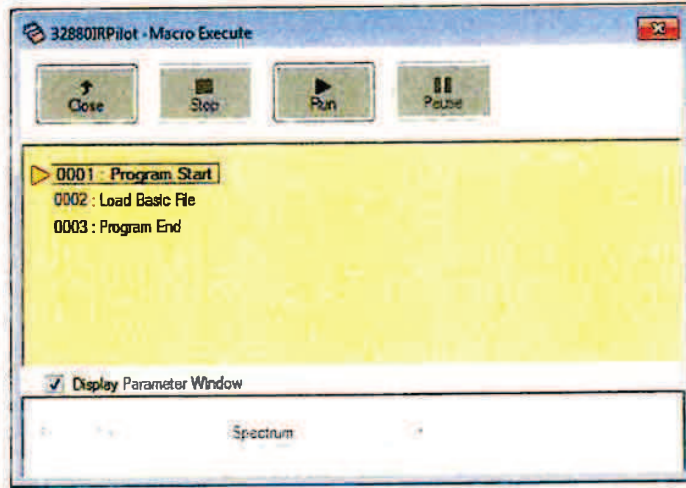 32880IRPilot - Macro Execute
Close Stop Run Pause
0001 : Program Start
0002 : Load Basic File
0003 : Program End
Display Parameter Window
Spectrum